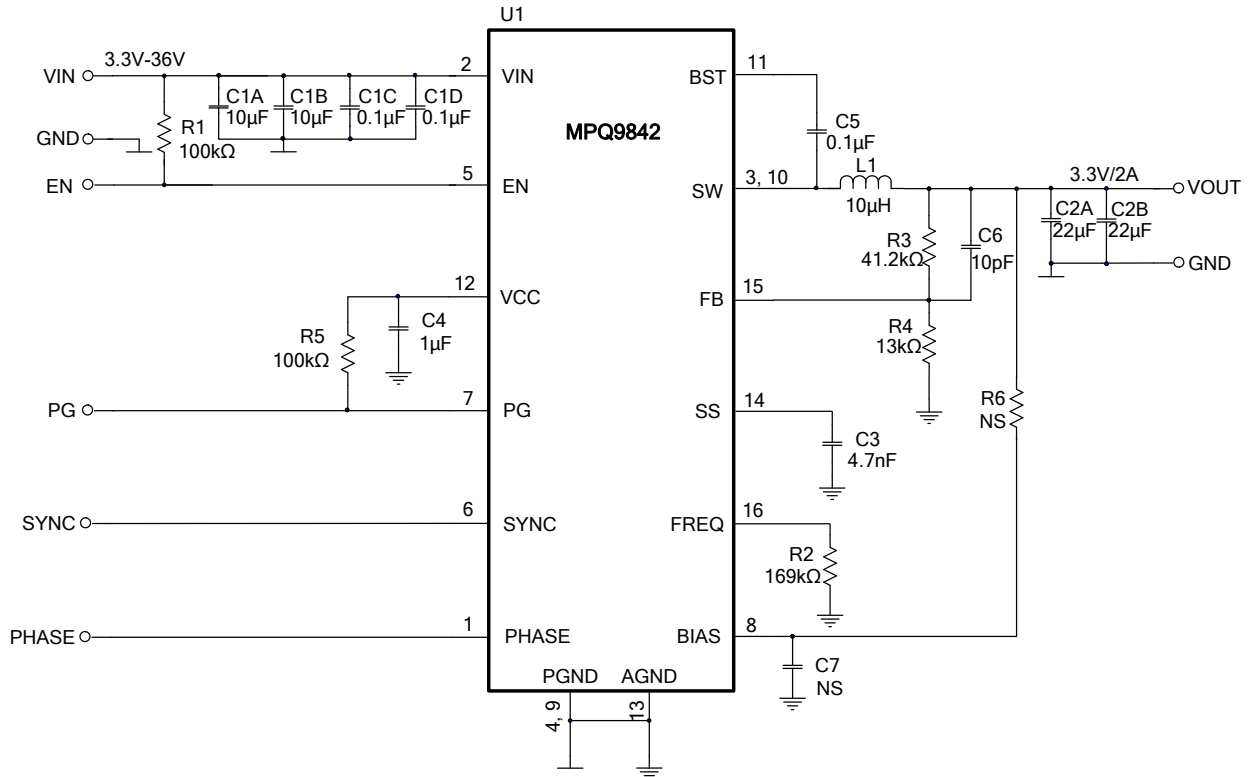 U1
3.3V-36V
VIN
2
VIN
C1A
10µF
C1B
10µF
C1C
0.1µF
C1D
0.1µF
GND
R1
100kΩ
EN
5
EN
MPQ9842
BST
11
C5
0.1µF
SW
3, 10
L1
10µH
3.3V/2A
VOUT
C2A
22µF
C2B
22µF
GND
R3
41.2kΩ
C6
10pF
12
VCC
FB
15
R5
100kΩ
C4
1µF
R4
13kΩ
PG
7
PG
SS
14
C3
4.7nF
R6
NS
SYNC
6
SYNC
FREQ
16
R2
169kΩ
PHASE
1
PHASE
BIAS
8
C7
NS
PGND
AGND
4, 9
13